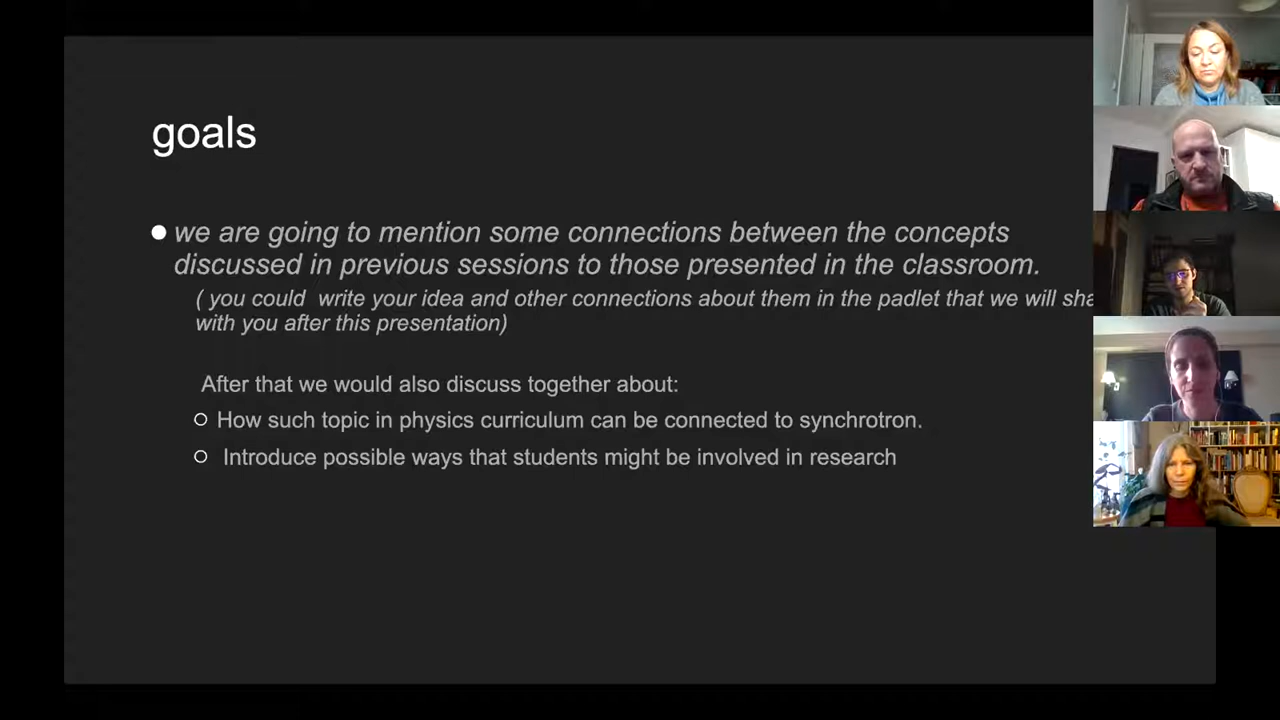 goals
we are going to mention some connections between the concepts
discussed in previous sessions to those presented in the classroom.
( you could write your idea and other connections about them in the padlet that we will
with you after this presentation)
After that we would also discuss together about:
How such topic in physics curriculum can be connected to synchrotron.
Introduce possible ways that students might be involved in research